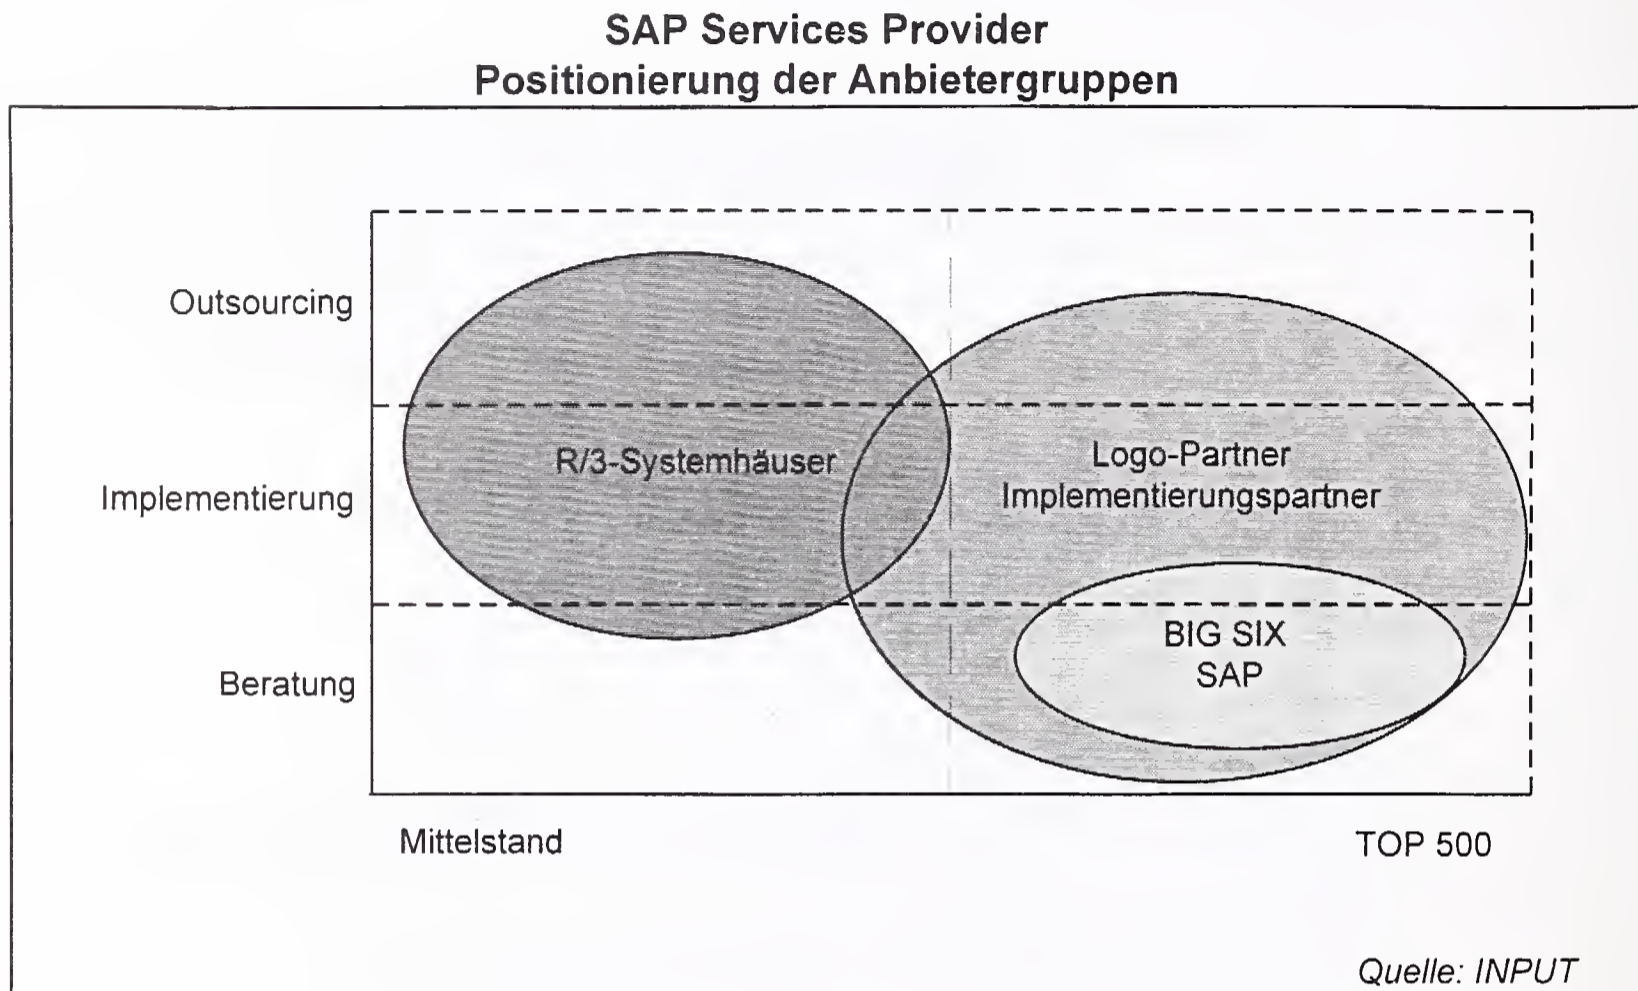 SAP Services Provider
Positionierung der Anbietergruppen
Outsourcing
Implementierung
Beratung
R/3-Systemhäuser
Logo-Partner
Implementierungspartner
BIG SIX
SAP
Mittelstand
TOP 500
Quelle: INPUT